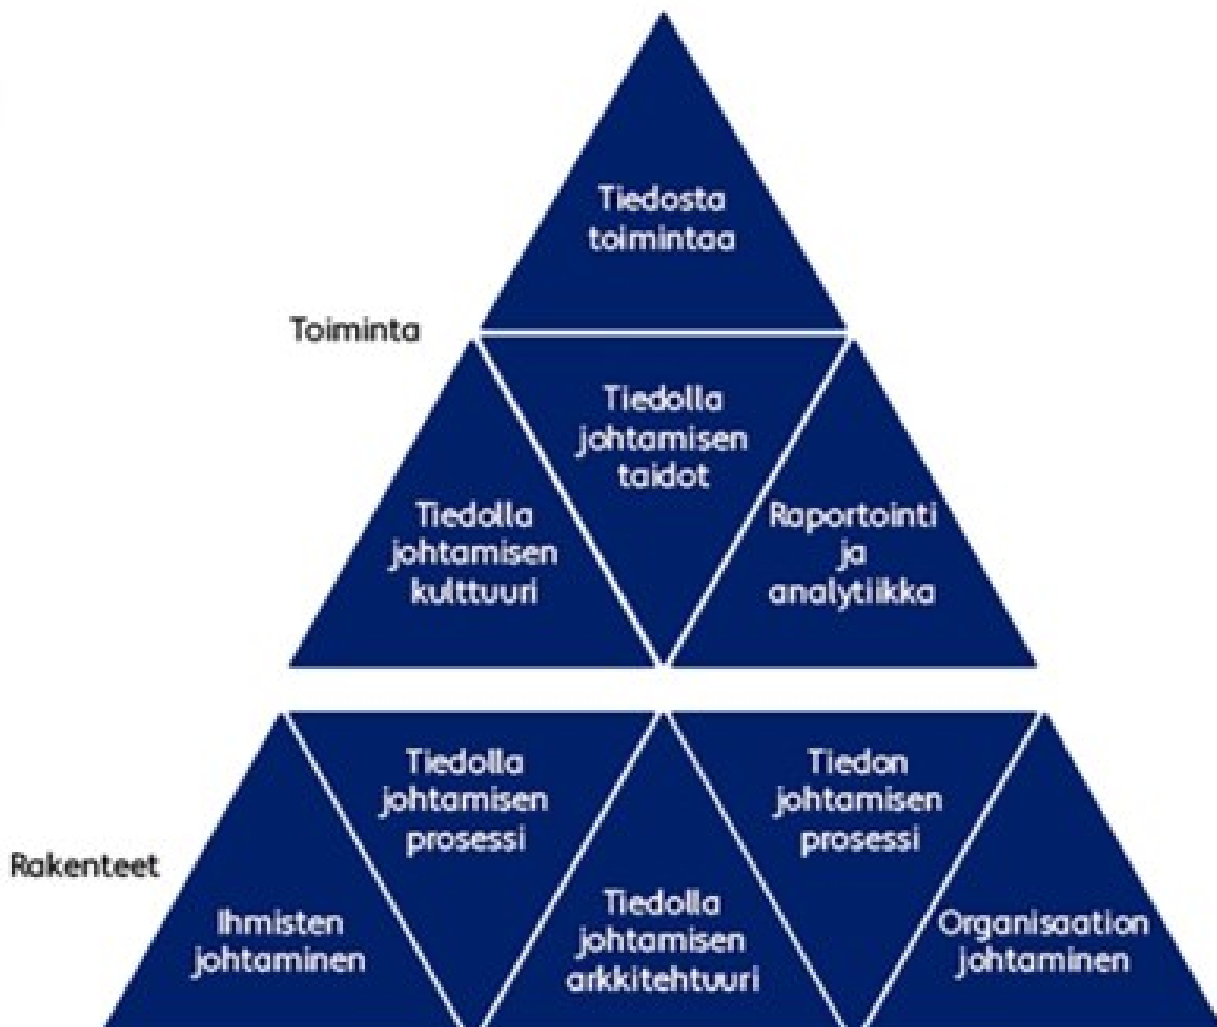 Tiedosta
toimintaa
Toiminta
Tiedolla
johtamisen
taidot
Tiedolla
johtamisen
kulttuuri
Raportointi
ja
analytiikka
Rakenteet
Ihmisten
johtaminen
Tiedolla
johtamisen
prosessi
Tiedolla
johtamisen
arkkitehtuuri
Tiedon
johtamisen
prosessi
Organisaation
johtaminen